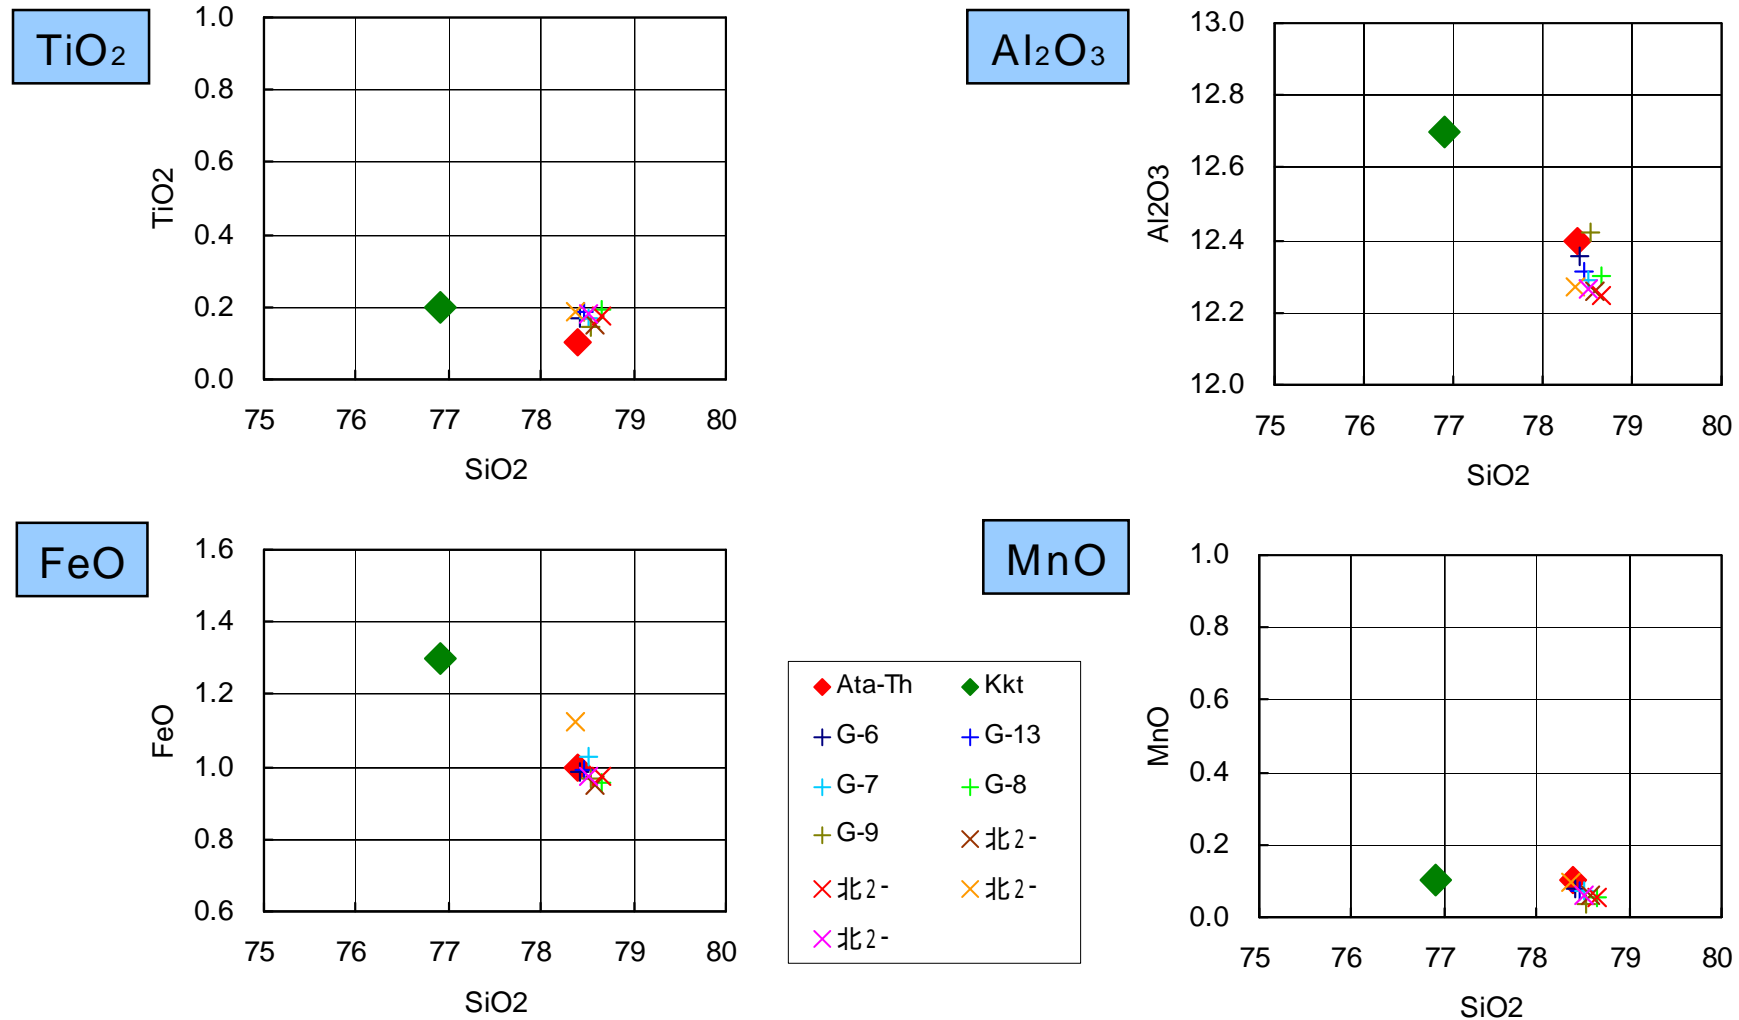 TiO2
1.0
0.8
0.6
0.4
0.2
0.0
TiO2
75 76 77 78 79 80
SiO2
Al2O3
13.0
12.8
12.6
12.4
12.2
12.0
Al2O3
75 76 77 78 79 80
SiO2
FeO
1.6
1.4
1.2
1.0
0.8
0.6
FeO
75 76 77 78 79 80
SiO2
Ata-Th Kkt
G-6 G-13
G-7 G-8
G-9 北2-
北2- 北2-
北2-
MnO
1.0
0.8
0.6
0.4
0.2
0.0
MnO
75 76 77 78 79 80
SiO2